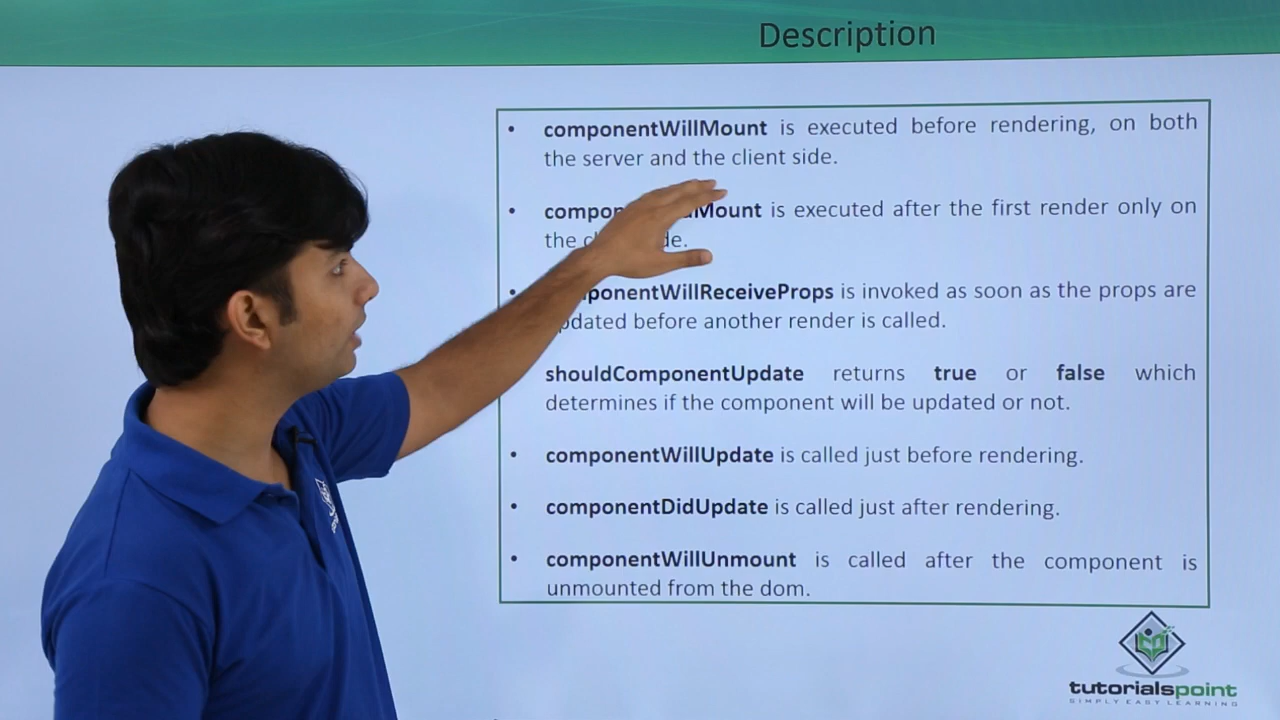 Description
• componentWillMount is executed before rendering, on both
the server and the client side.
• Mount is executed after the first render only on
the
• is invoked as soon as the props are
before another render is called.
shouldComponentUpdate returns true or false which
determines if the component will be updated or not.
• componentWillUpdate is called just before rendering.
• componentDidUpdate is called just after rendering.
• componentWillUnmount is called after the component is
unmounted from the dom.
tutorialspoint
SIMPLY EASY LEARNING